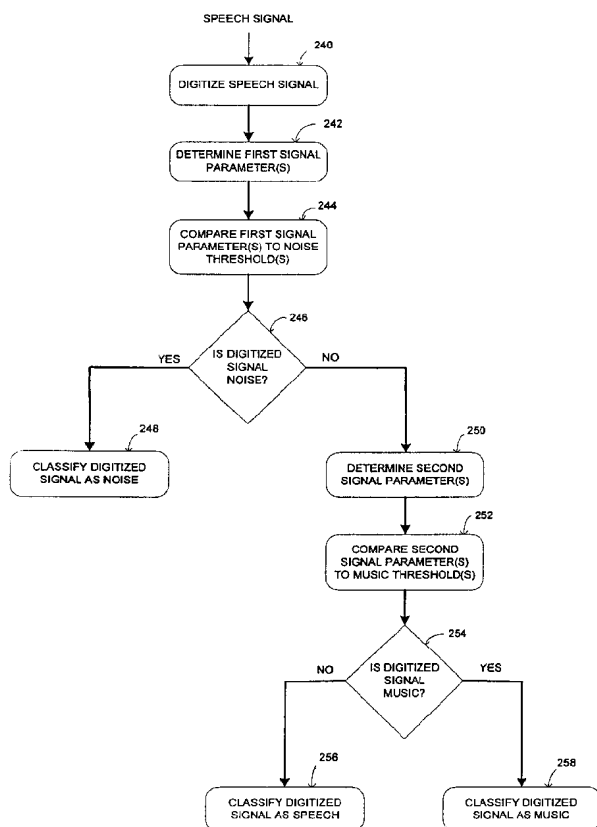 SPEECH SIGNAL
240
DIGITIZE SPEECH SIGNAL
242
DETERMINE FIRST SIGNAL
PARAMETER(S)
244
COMPARE FIRST SIGNAL
PARAMETER(S) TO NOISE
THRESHOLD(S)
246
IS DIGITIZED
SIGNAL
NOISE?
YES
NO
248
CLASSIFY DIGITIZED
SIGNAL AS NOISE
250
DETERMINE SECOND
SIGNAL PARAMETER(S)
252
COMPARE SECOND
SIGNAL PARAMETER(S)
TO MUSIC THRESHOLD(S)
254
IS DIGITIZED
SIGNAL
MUSIC?
NO
YES
256
CLASSIFY DIGITIZED
SIGNAL AS SPEECH
258
CLASSIFY DIGITIZED
SIGNAL AS MUSIC